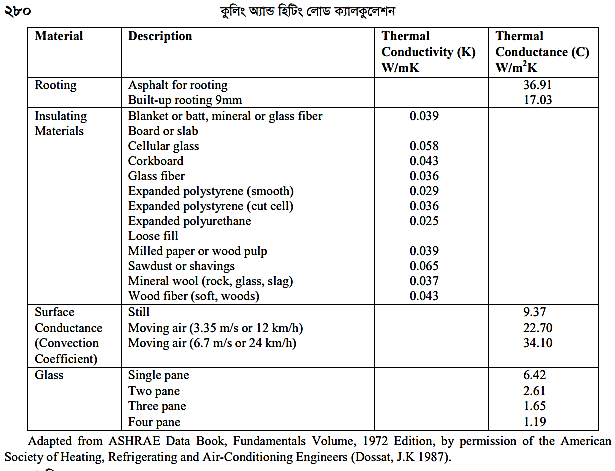 ২৮০ কুলিং অ্যান্ড হিটিং লোড ক্যালকুলেশন
Material Description Thermal Conductivity (K) W/mK Thermal Conductance (C) W/m²K
Rooting Asphalt for rooting 36.91
Built-up rooting 9mm 17.03
Insulating Blanket or batt, mineral or glass fiber 0.039
Materials Board or slab
Cellular glass 0.058
Corkboard 0.043
Glass fiber 0.036
Expanded polystyrene (smooth) 0.029
Expanded polystyrene (cut cell) 0.036
Expanded polyurethane 0.025
Loose fill
Milled paper or wood pulp 0.039
Sawdust or shavings 0.065
Mineral wool (rock, glass, slag) 0.037
Wood fiber (soft, woods) 0.043
Surface Still 9.37
Conductance Moving air (3.35 m/s or 12 km/h) 22.70
(Convection Moving air (6.7 m/s or 24 km/h) 34.10
Coefficient)
Glass Single pane 6.42
Two pane 2.61
Three pane 1.65
Four pane 1.19
Adapted from ASHRAE Data Book, Fundamentals Volume, 1972 Edition, by permission of the American
Society of Heating, Refrigerating and Air-Conditioning Engineers (Dossat, J.K 1987).